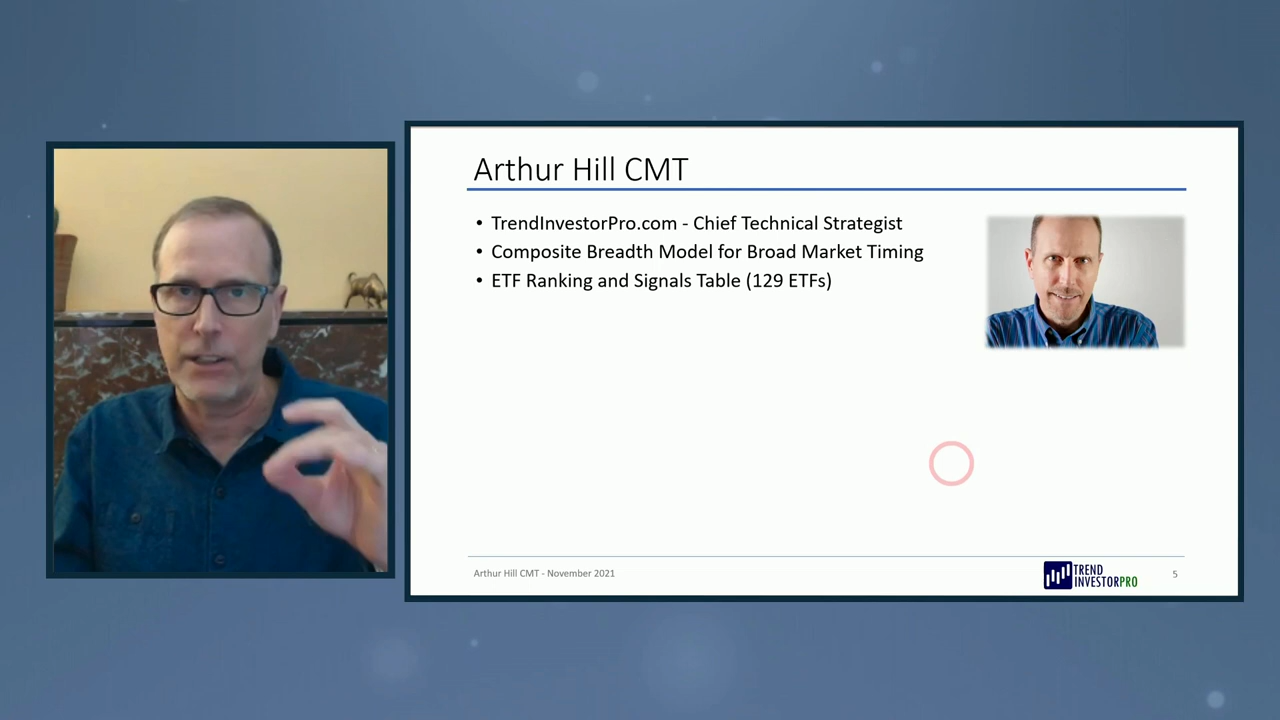 Arthur Hill CMT
• TrendInvestorPro.com - Chief Technical Strategist
• Composite Breadth Model for Broad Market Timing
• ETF Ranking and Signals Table (129 ETFs)
Arthur Hill CMT - November 2021
TREND
INVESTORPRO
5